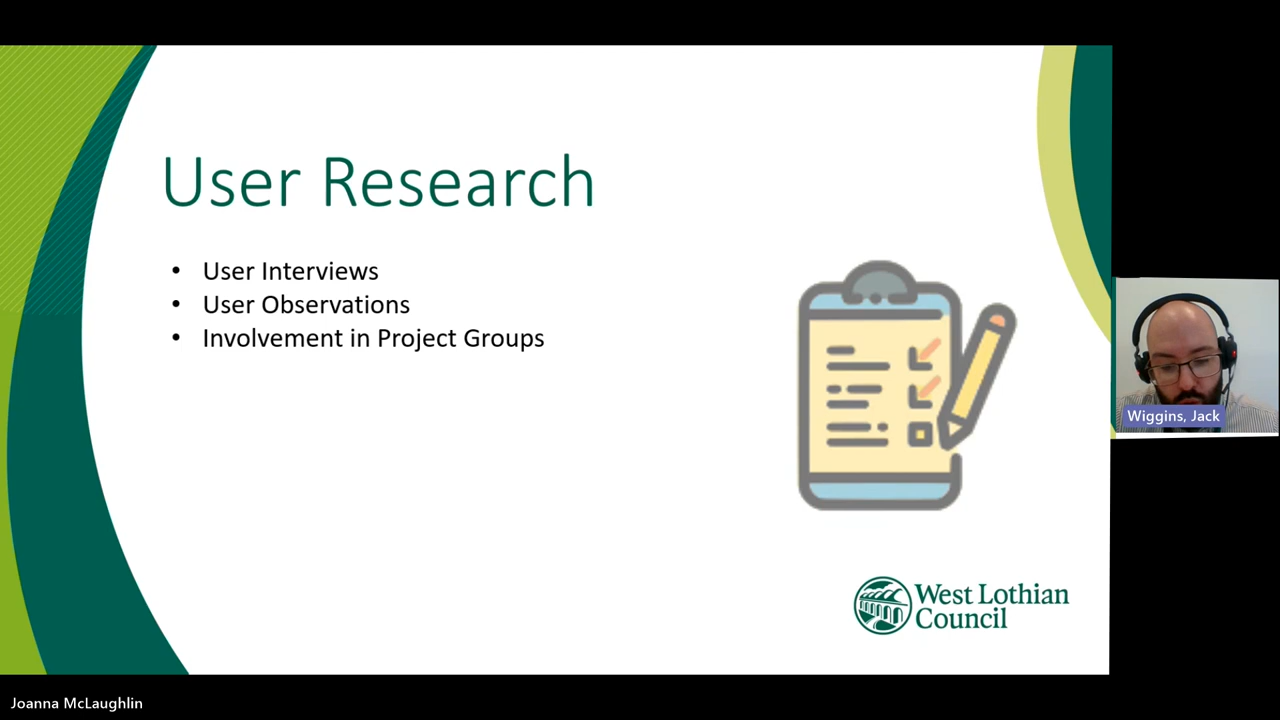 User Research
• User Interviews
• User Observations
• Involvement in Project Groups
West Lothian
Council
Wiggins, Jack
Joanna McLaughlin